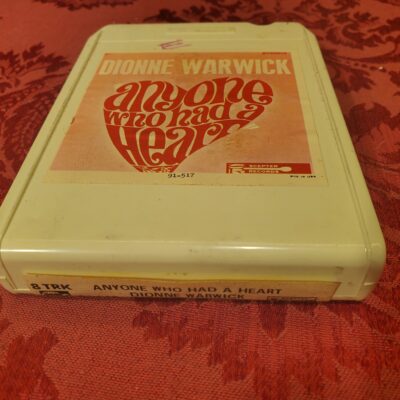 DIONNE WARWICK
anyone
who had a
Heart
SCEPTER
RECORDS
91-517
8 TRK
ANYONE WHO HAD A HEART
DIONNE WARWICK